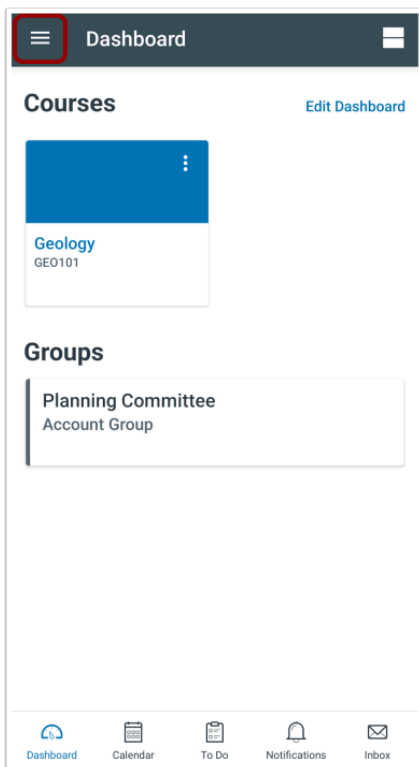 Dashboard
Courses
Edit Dashboard
Geology
GEO101
Groups
Planning Committee
Account Group
Dashboard
Calendar
To Do
Notifications
Inbox